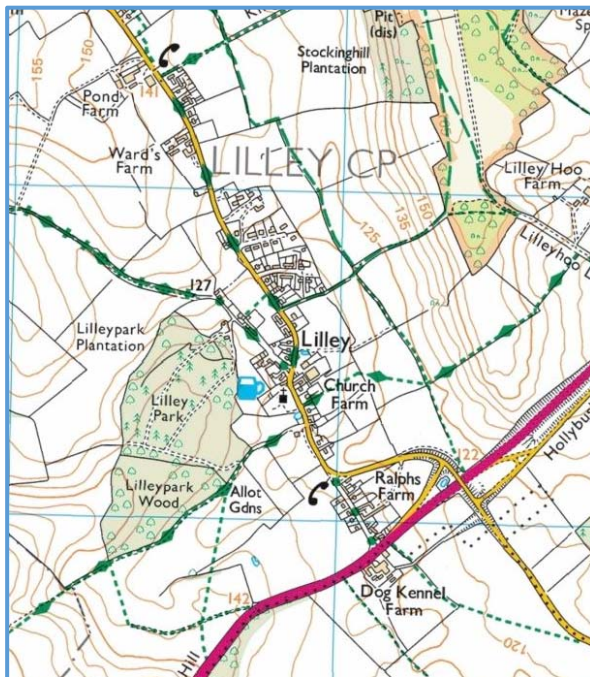 150
155
Pond
Farm
141
Ward's
Farm
LILLEY CP
Pit
(dis)
Stockinghill
Plantation
Lilley Hoo
Farm
150
135
125
127
Lilleypark
Plantation
Lilley
Lilley
Park
Church
Farm
Lilleypark
Wood
Allot
Gdns
Ralphs
Farm
122
142
Dog Kennel
Farm
120
Hill